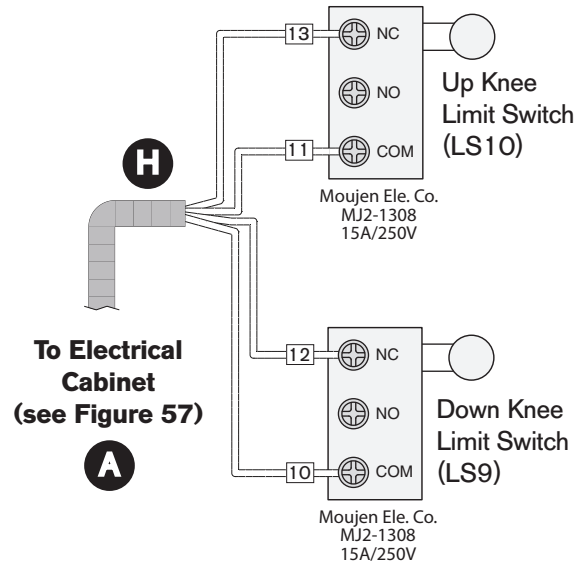 13
NC
NO
11
COM
Up Knee
Limit Switch
(LS10)
Moujen Ele. Co.
MJ2-1308
15A/250V
H
To Electrical
Cabinet
(see Figure 57)
A
12
NC
NO
10
COM
Down Knee
Limit Switch
(LS9)
Moujen Ele. Co.
MJ2-1308
15A/250V